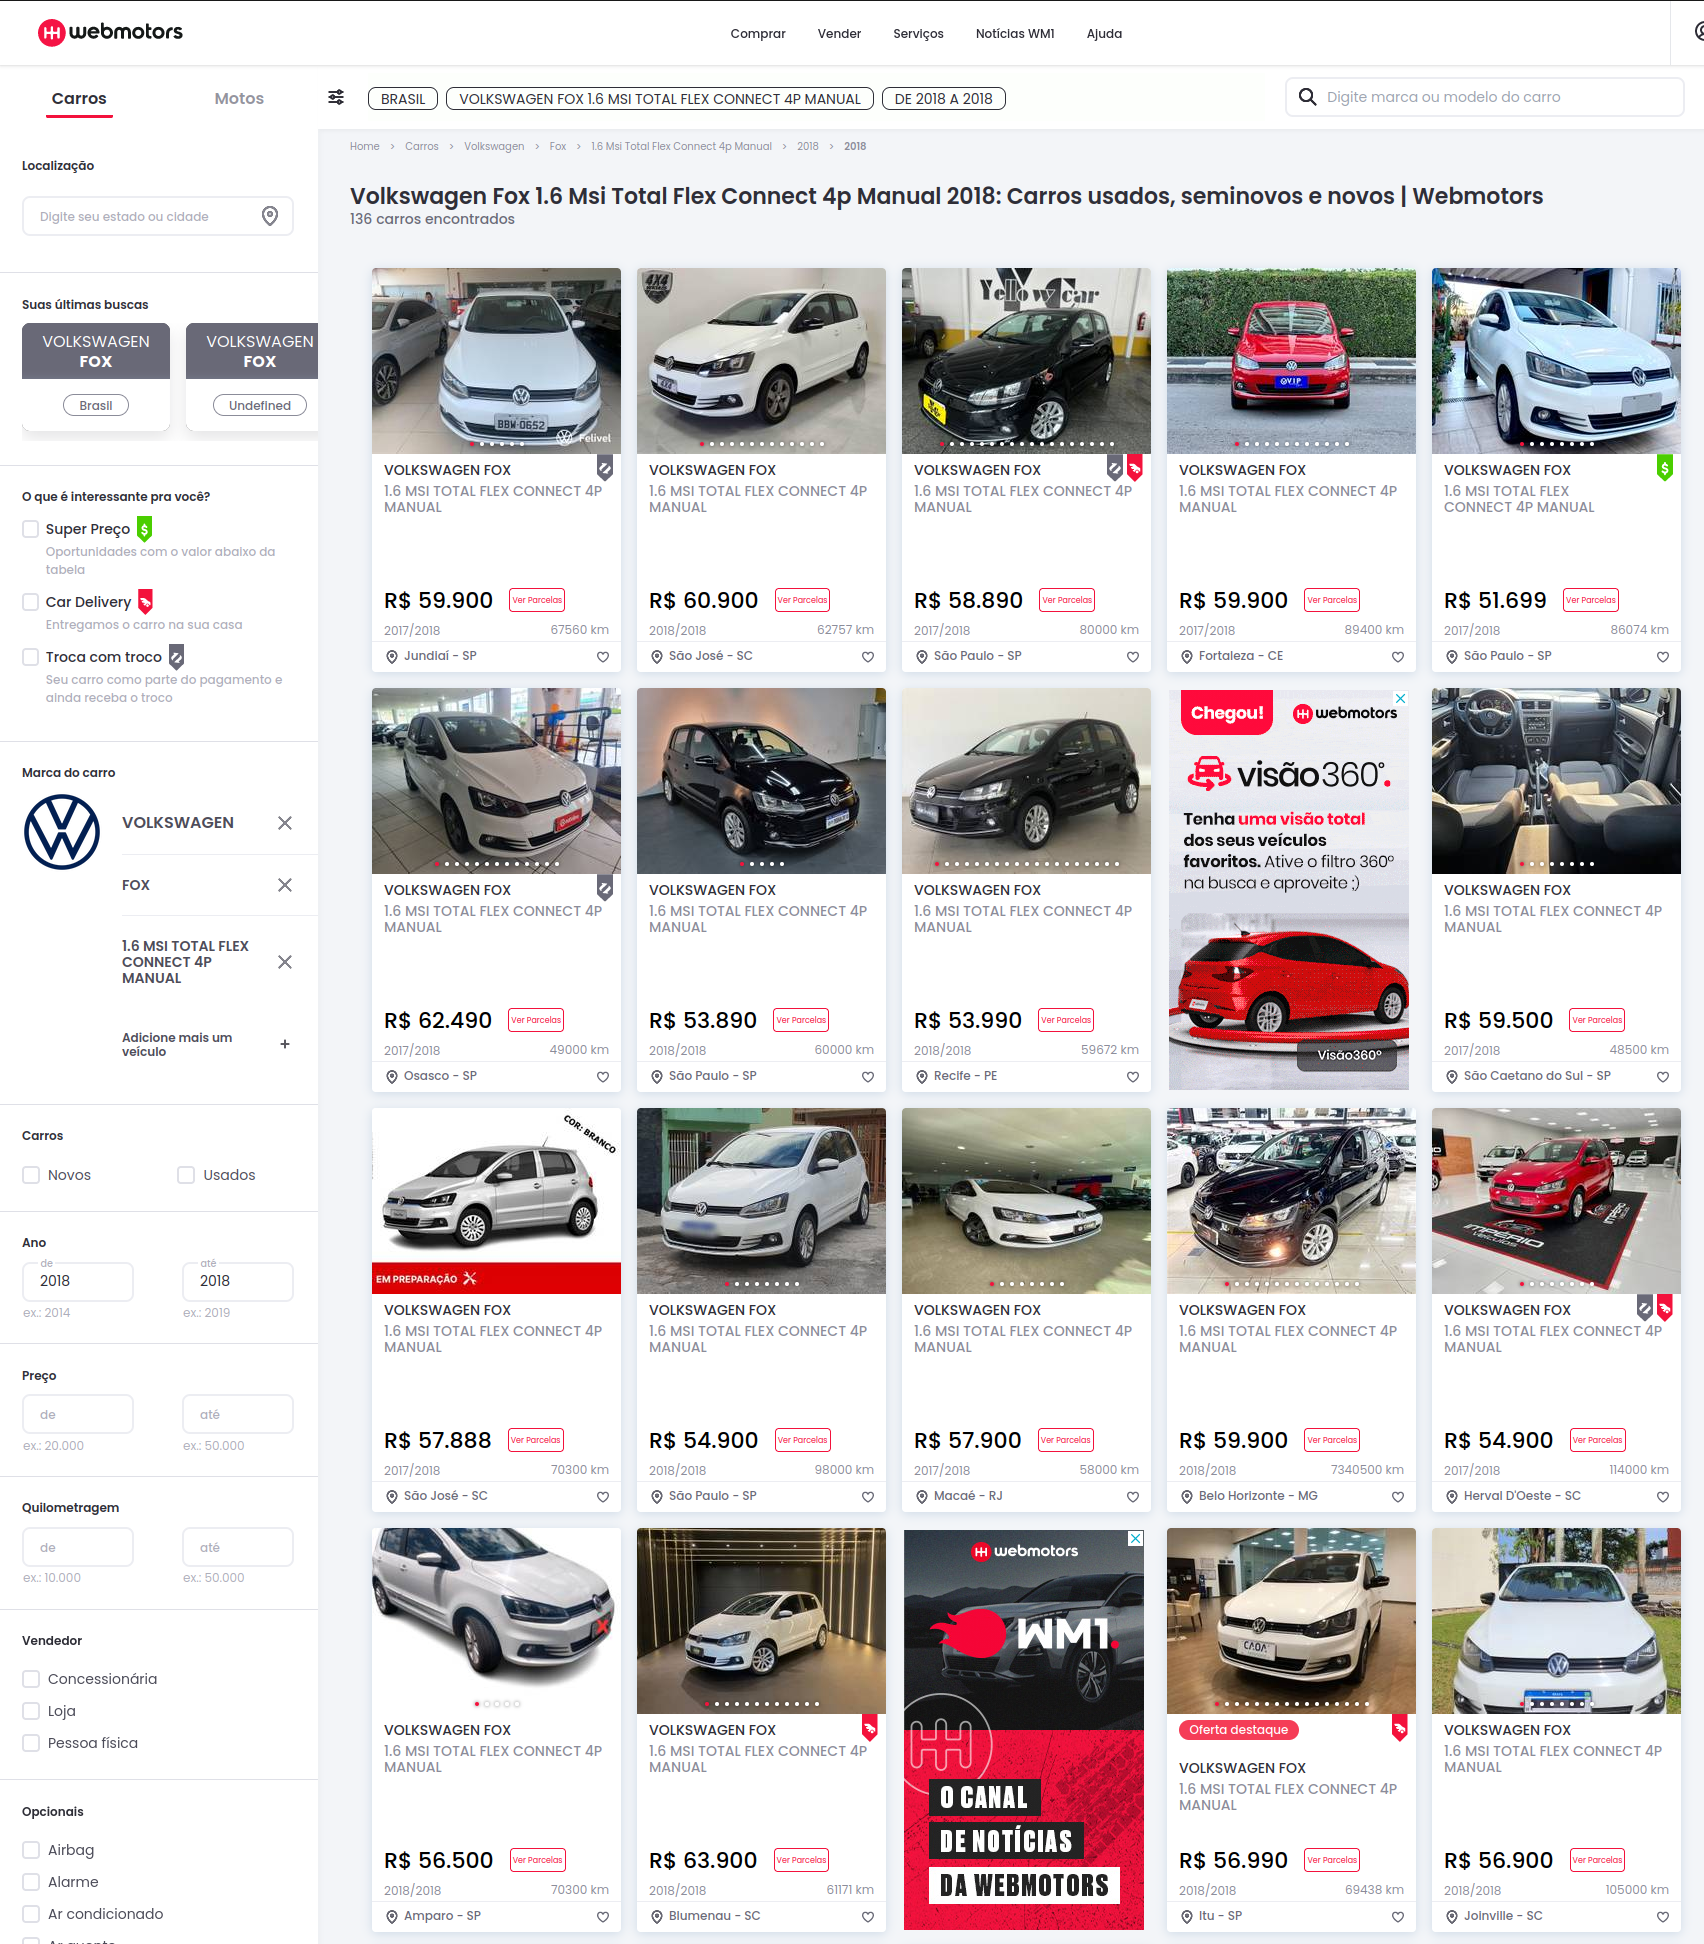 webmotors
Comprar
Vender
Serviços
Notícias WM1
Ajuda
Carros
Motos
BRASIL
VOLKSWAGEN FOX 1.6 MSI TOTAL FLEX CONNECT 4P MANUAL
DE 2018 A 2018
Digite marca ou modelo do carro
Home > Carros > Volkswagen > Fox > 1.6 Msi Total Flex Connect 4p Manual > 2018 > 2018
Volkswagen Fox 1.6 Msi Total Flex Connect 4p Manual 2018: Carros usados, seminovos e novos | Webmotors
136 carros encontrados
Localização
Digite seu estado ou cidade
Suas últimas buscas
VOLKSWAGEN
FOX
Brasil
VOLKSWAGEN
FOX
Undefined
O que é interessante pra você?
Super Preço
Oportunidades com o valor abaixo da
tabela
Car Delivery
Entregamos o carro na sua casa
Troca com troco
Seu carro como parte do pagamento e
ainda receba o troco
Marca do carro
VOLKSWAGEN
FOX
1.6 MSI TOTAL FLEX
CONNECT 4P
MANUAL
Adicione mais um
veículo
Carros
Novos
Usados
Ano
de
2018
ex.: 2014
até
2018
ex.: 2019
Preço
de
ex.: 20.000
até
ex.: 50.000
Quilometragem
de
ex.: 10.000
até
ex.: 50.000
Vendedor
Concessionária
Loja
Pessoa física
Opcionais
Airbag
Alarme
Ar condicionado
BBW-0652
Felivel
VOLKSWAGEN FOX
1.6 MSI TOTAL FLEX CONNECT 4P
MANUAL
R$ 59.900
Ver Parcelas
2017/2018
67560 km
Jundiaí - SP
4X4
4X4
VOLKSWAGEN FOX
1.6 MSI TOTAL FLEX CONNECT 4P
MANUAL
R$ 60.900
Ver Parcelas
2018/2018
62757 km
São José - SC
Yellow car
VOLKSWAGEN FOX
1.6 MSI TOTAL FLEX CONNECT 4P
MANUAL
R$ 58.890
Ver Parcelas
2017/2018
80000 km
São Paulo - SP
V.I.P
VOLKSWAGEN FOX
1.6 MSI TOTAL FLEX CONNECT 4P
MANUAL
R$ 59.900
Ver Parcelas
2017/2018
89400 km
Fortaleza - CE
VOLKSWAGEN FOX
1.6 MSI TOTAL FLEX
CONNECT 4P MANUAL
R$ 51.699
Ver Parcelas
2017/2018
86074 km
São Paulo - SP
VOLKSWAGEN FOX
1.6 MSI TOTAL FLEX CONNECT 4P
MANUAL
R$ 62.490
Ver Parcelas
2017/2018
49000 km
Osasco - SP
VOLKSWAGEN FOX
1.6 MSI TOTAL FLEX CONNECT 4P
MANUAL
R$ 53.890
Ver Parcelas
2018/2018
60000 km
São Paulo - SP
VOLKSWAGEN FOX
1.6 MSI TOTAL FLEX CONNECT 4P
MANUAL
R$ 53.990
Ver Parcelas
2018/2018
59672 km
Recife - PE
Chegou!
webmotors
visão360°.
Tenha uma visão total
dos seus veículos
favoritos. Ative o filtro 360º
na busca e aproveite ;)
Visão360º
VOLKSWAGEN FOX
1.6 MSI TOTAL FLEX CONNECT 4P
MANUAL
R$ 59.500
Ver Parcelas
2017/2018
48500 km
São Caetano do Sul - SP
COR: BRANCO
EM PREPARAÇÃO
VOLKSWAGEN FOX
1.6 MSI TOTAL FLEX CONNECT 4P
MANUAL
R$ 57.888
Ver Parcelas
2017/2018
70300 km
São José - SC
VOLKSWAGEN FOX
1.6 MSI TOTAL FLEX CONNECT 4P
MANUAL
R$ 54.900
Ver Parcelas
2018/2018
98000 km
São Paulo - SP
VOLKSWAGEN FOX
1.6 MSI TOTAL FLEX CONNECT 4P
MANUAL
R$ 57.900
Ver Parcelas
2017/2018
58000 km
Macaé - RJ
VOLKSWAGEN FOX
1.6 MSI TOTAL FLEX CONNECT 4P
MANUAL
R$ 59.900
Ver Parcelas
2018/2018
7340500 km
Belo Horizonte - MG
IMPÉRIO
Veículos
VOLKSWAGEN FOX
1.6 MSI TOTAL FLEX CONNECT 4P
MANUAL
R$ 54.900
Ver Parcelas
2017/2018
114000 km
Herval D'Oeste - SC
VOLKSWAGEN FOX
1.6 MSI TOTAL FLEX CONNECT 4P
MANUAL
R$ 56.500
Ver Parcelas
2018/2018
70300 km
Amparo - SP
VOLKSWAGEN FOX
1.6 MSI TOTAL FLEX CONNECT 4P
MANUAL
R$ 63.900
Ver Parcelas
2018/2018
61171 km
Blumenau - SC
webmotors
WM1.
O CANAL
DE NOTÍCIAS
DA WEBMOTORS
CAOA
Oferta destaque
VOLKSWAGEN FOX
1.6 MSI TOTAL FLEX CONNECT 4P
MANUAL
R$ 56.990
Ver Parcelas
2018/2018
69438 km
Itu - SP
VOLKSWAGEN FOX
1.6 MSI TOTAL FLEX CONNECT 4P
MANUAL
R$ 56.900
Ver Parcelas
2018/2018
105000 km
Joinville - SC